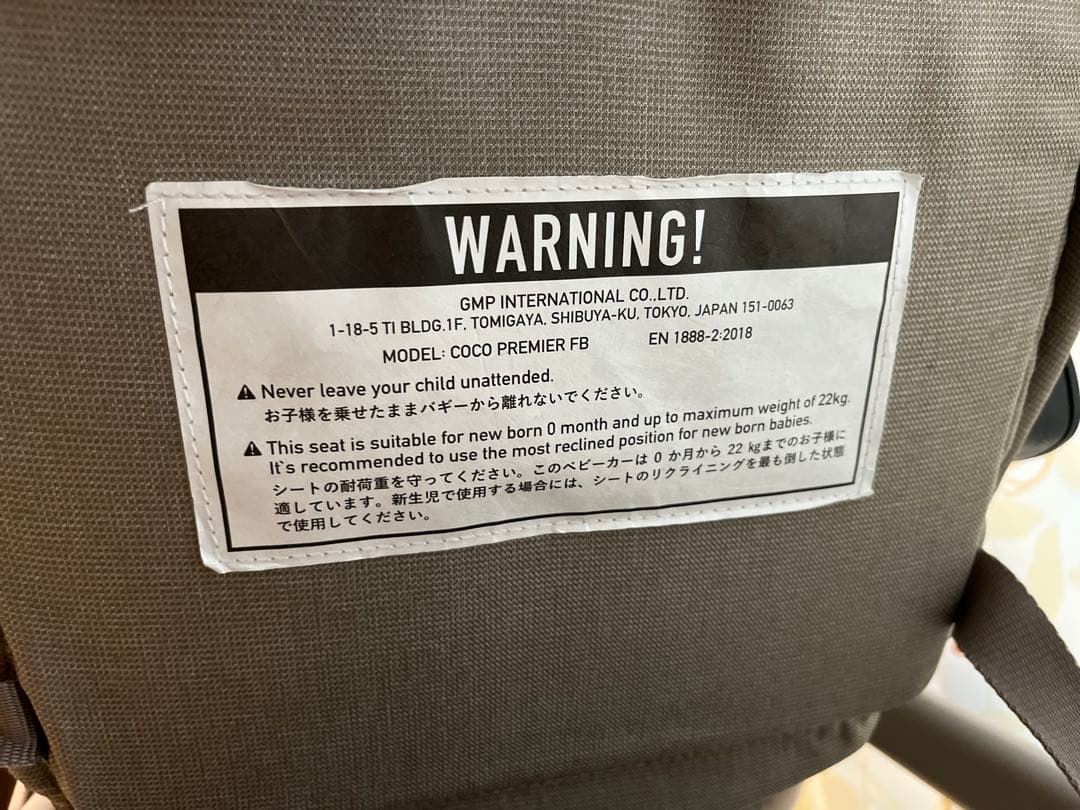 WARNING!
GMP INTERNATIONAL CO.,LTD.
1-18-5 TI BLDG.1F, TOMIGAYA, SHIBUYA-KU, TOKYO, JAPAN 151-0063
MODEL: COCO PREMIER FB EN 1888-2:2018
Never leave your child unattended.
お子様を乗せたままバギーから離れないでください。
This seat is suitable for new born 0 month and up to maximum weight of 22kg.
It`s recommended to use the most reclined position for new born babies.
シートの耐荷重を守ってください。このベビーカーは 0 か月から 22 kgまでのお子様に
適しています。新生児で使用する場合には、シートのリクライニングを最も倒した状態
で使用してください。